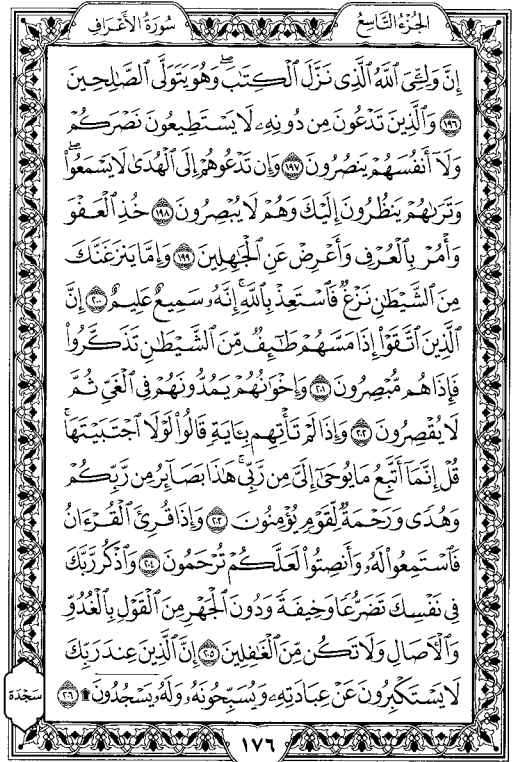 الجزء التاسع
سورة الأعراف
إِنَّ وَلِـِّۧيَ ٱللَّهُ ٱلَّذِى نَزَّلَ ٱلْكِتَٰبَ ۖ وَهُوَ يَتَوَلَّى ٱلصَّٰلِحِينَ
١٩٦ وَٱلَّذِينَ تَدْعُونَ مِن دُونِهِۦ لَا يَسْتَطِيعُونَ نَصْرَكُمْ
وَلَآ أَنفُسَهُمْ يَنصُرُونَ ١٩٧ وَإِن تَدْعُوهُمْ إِلَى ٱلْهُدَىٰ لَا يَسْمَعُوا۟ ۖ
وَتَرَىٰهُمْ يَنظُرُونَ إِلَيْكَ وَهُمْ لَا يُبْصِرُونَ ١٩٨ خُذِ ٱلْعَفْوَ
وَأْمُرْ بِٱلْعُرْفِ وَأَعْرِضْ عَنِ ٱلْجَٰهِلِينَ ١٩٩ وَإِمَّا يَنزَغَنَّكَ
مِنَ ٱلشَّيْطَٰنِ نَزْغٌ فَٱسْتَعِذْ بِٱللَّهِ ۚ إِنَّهُۥ سَمِيعٌ عَلِيمٌ ٢٠٠ إِنَّ
ٱلَّذِينَ ٱتَّقَوْا۟ إِذَا مَسَّهُمْ طَٰٓئِفٌ مِّنَ ٱلشَّيْطَٰنِ تَذَكَّرُوا۟
فَإِذَا هُم مُّبْصِرُونَ ٢٠١ وَإِخْوَٰنُهُمْ يَمُدُّونَهُمْ فِى ٱلْغَىِّ ثُمَّ
لَا يُقْصِرُونَ ٢٠٢ وَإِذَا لَمْ تَأْتِهِم بِـَٔايَةٍ قَالُوا۟ لَوْلَا ٱجْتَبَيْتَهَا ۚ
قُلْ إِنَّمَآ أَتَّبِعُ مَا يُوحَىٰٓ إِلَىَّ مِن رَّبِّى ۚ هَٰذَا بَصَآئِرُ مِن رَّبِّكُمْ
وَهُدًى وَرَحْمَةٌ لِّقَوْمٍ يُؤْمِنُونَ ٢٠٣ وَإِذَا قُرِئَ ٱلْقُرْءَانُ
فَٱسْتَمِعُوا۟ لَهُۥ وَأَنصِتُوا۟ لَعَلَّكُمْ تُرْحَمُونَ ٢٠٤ وَٱذْكُر رَّبَّكَ
فِى نَفْسِكَ تَضَرُّعًا وَخِيفَةً وَدُونَ ٱلْجَهْرِ مِنَ ٱلْقَوْلِ بِٱلْغُدُوِّ
وَٱلْءَاصَالِ وَلَا تَكُن مِّنَ ٱلْغَٰفِلِينَ ٢٠٥ إِنَّ ٱلَّذِينَ عِندَ رَبِّكَ
لَا يَسْتَكْبِرُونَ عَنْ عِبَادَتِهِۦ وَيُسَبِّحُونَهُۥ وَلَهُۥ يَسْجُدُونَ ۩ ٢٠٦
سجدة
١٧٦